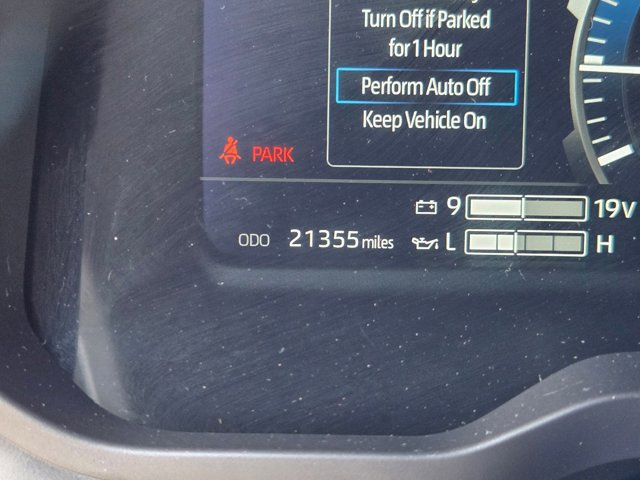 Turn Off if Parked
for 1 Hour
Perform Auto Off
Keep Vehicle On
PARK
9 19V
ODO 21355 miles L H